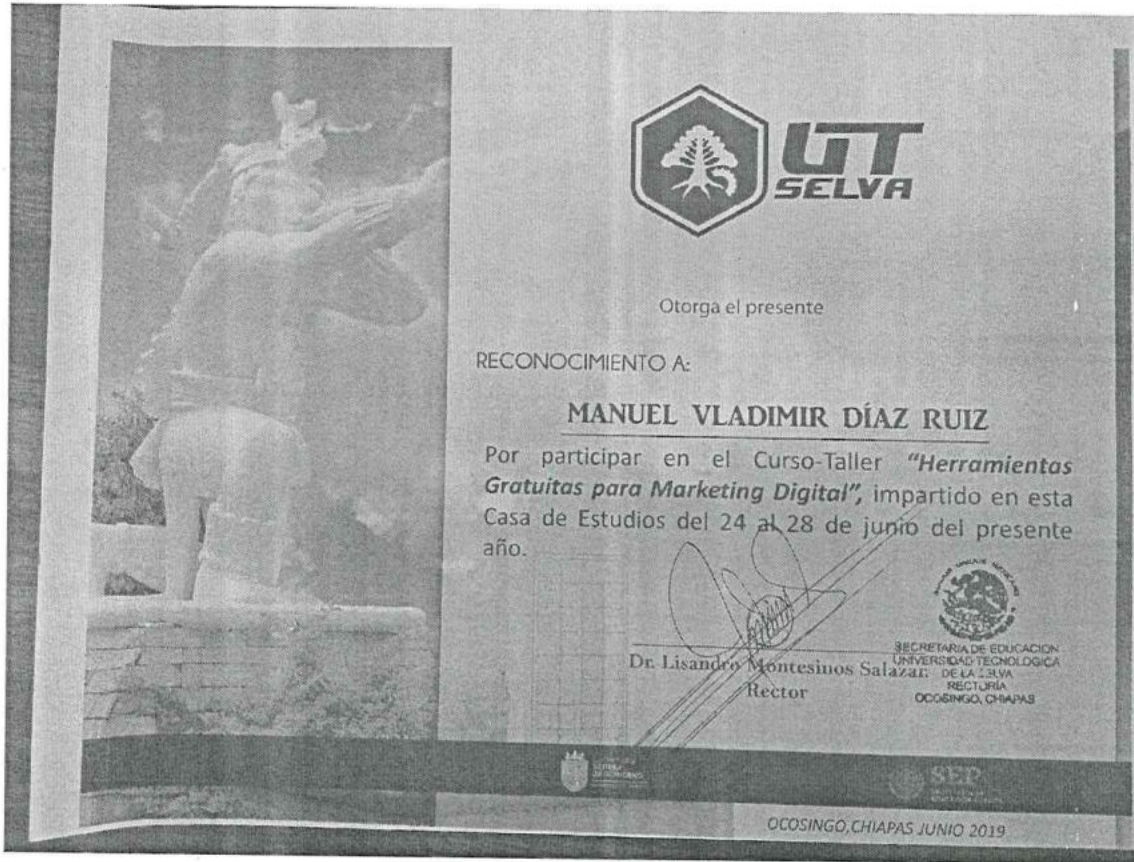 UT
SELVA
Otorga el presente
RECONOCIMIENTO A:
MANUEL VLADIMIR DÍAZ RUIZ
Por participar en el Curso-Taller "Herramientas
Gratuitas para Marketing Digital", impartido en esta
Casa de Estudios del 24 al 28 de junio del presente
año.
Dr. Lisandro Montesinos Salazar
Rector
SECRETARIA DE EDUCACION
UNIVERSIDAD TECNOLOGICA
DE LA SELVA
RECTORÍA
OCOSINGO, CHIAPAS
SEP
OCOSINGO,CHIAPAS JUNIO 2019